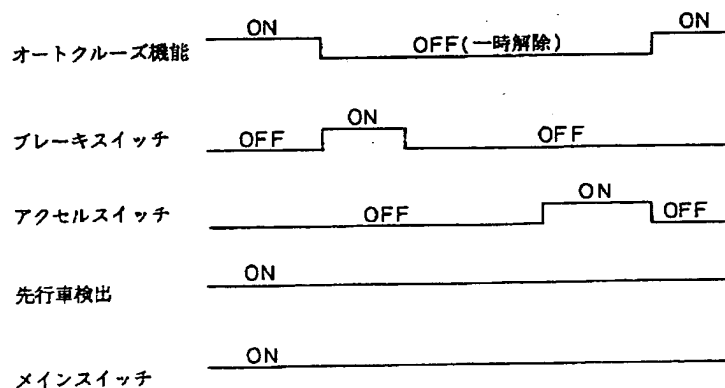 ON ON
オートクルーズ機能 OFF(一時解除)
ON
ブレーキスイッチ OFF OFF
ON
アクセルスイッチ OFF OFF
ON
先行車検出
ON
メインスイッチ